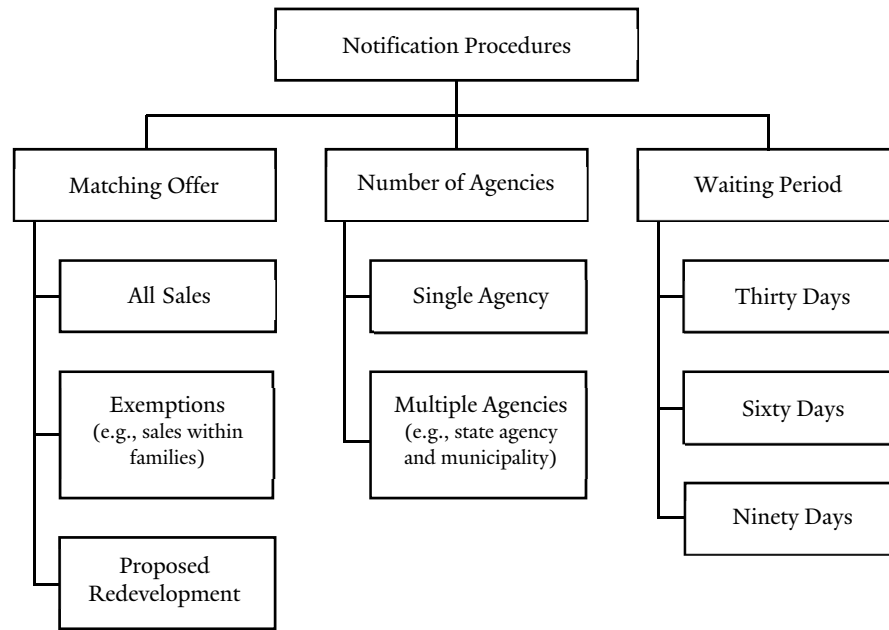 Notification Procedures
Matching Offer
All Sales
Exemptions
(e.g., sales within
families)
Proposed
Redevelopment
Number of Agencies
Single Agency
Multiple Agencies
(e.g., state agency
and municipality)
Waiting Period
Thirty Days
Sixty Days
Ninety Days